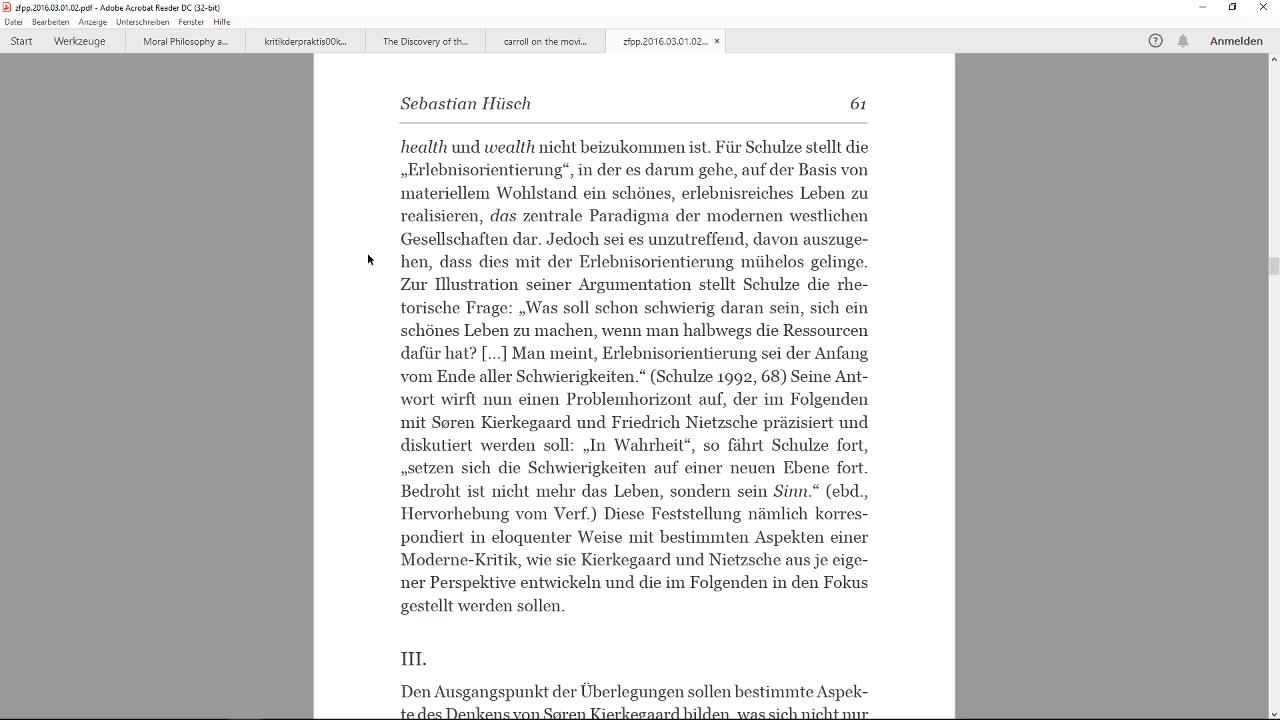 zfpp.2016.03.01.02.pdf - Adobe Acrobat Reader DC (32-bit)
Datei Bearbeiten Anzeige Unterschreiben Fenster Hilfe
Start Werkzeuge Moral Philosophy a... kritikderpraktis00k... The Discovery of th... carroll on the movi... zfpp.2016.03.01.02... × Anmelden
Sebastian Hüsch 61
health und wealth nicht beizukommen ist. Für Schulze stellt die
„Erlebnisorientierung“, in der es darum gehe, auf der Basis von
materiellem Wohlstand ein schönes, erlebnisreiches Leben zu
realisieren, das zentrale Paradigma der modernen westlichen
Gesellschaften dar. Jedoch sei es unzutreffend, davon auszuge-
hen, dass dies mit der Erlebnisorientierung mühelos gelinge.
Zur Illustration seiner Argumentation stellt Schulze die rhe-
torische Frage: „Was soll schon schwierig daran sein, sich ein
schönes Leben zu machen, wenn man halbwegs die Ressourcen
dafür hat? [...] Man meint, Erlebnisorientierung sei der Anfang
vom Ende aller Schwierigkeiten.“ (Schulze 1992, 68) Seine Ant-
wort wirft nun einen Problemhorizont auf, der im Folgenden
mit Søren Kierkegaard und Friedrich Nietzsche präzisiert und
diskutiert werden soll: „In Wahrheit“, so fährt Schulze fort,
„setzen sich die Schwierigkeiten auf einer neuen Ebene fort.
Bedroht ist nicht mehr das Leben, sondern sein Sinn.“ (ebd.,
Hervorhebung vom Verf.) Diese Feststellung nämlich korres-
pondiert in eloquenter Weise mit bestimmten Aspekten einer
Moderne-Kritik, wie sie Kierkegaard und Nietzsche aus je eige-
ner Perspektive entwickeln und die im Folgenden in den Fokus
gestellt werden sollen.
III.
Den Ausgangspunkt der Überlegungen sollen bestimmte Aspek-
te des Denkens von Søren Kierkegaard bilden, was sich nicht nur